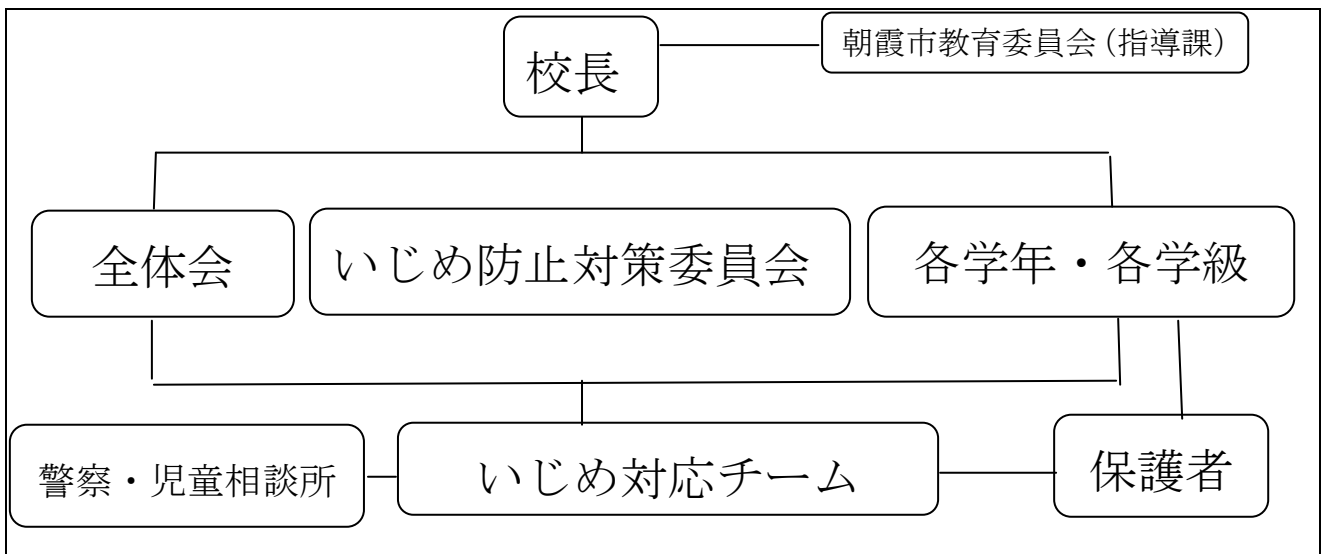 校長
朝霞市教育委員会（指導課）
全体会
いじめ防止対策委員会
各学年・各学級
警察・児童相談所
いじめ対応チーム
保護者